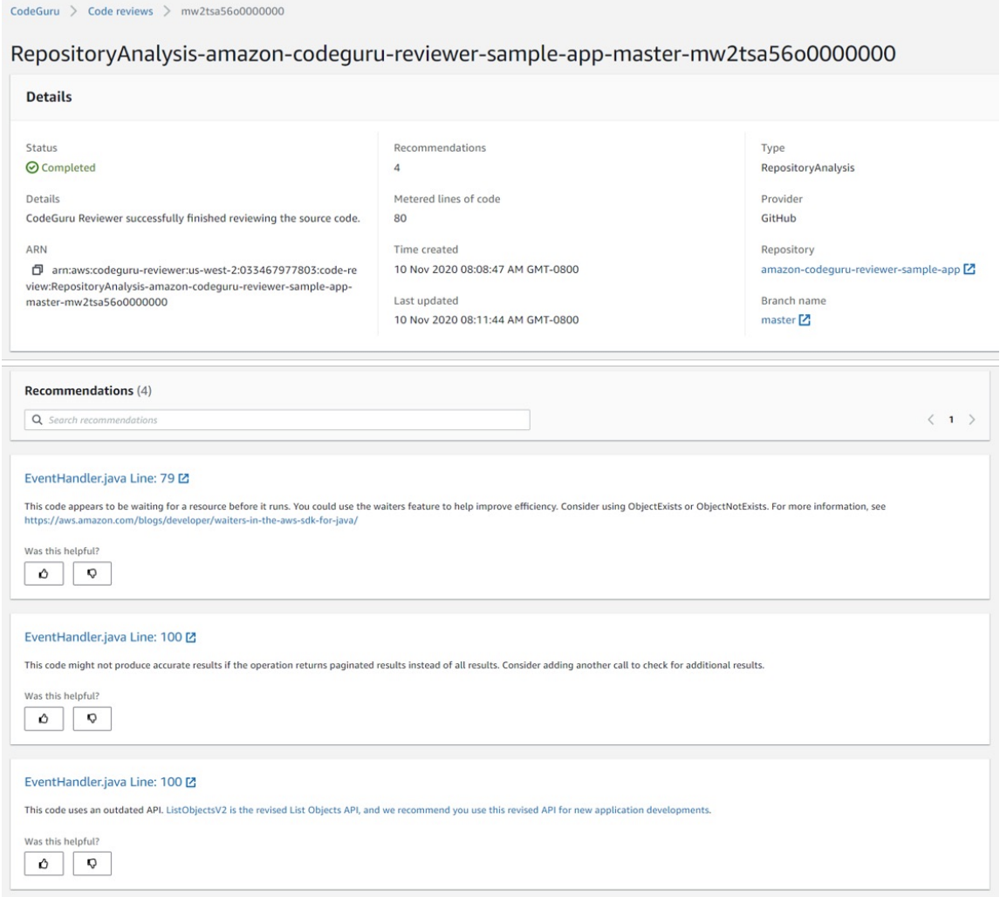 CodeGuru > Code reviews > mw2tsa56o0000000
RepositoryAnalysis-amazon-codeguru-reviewer-sample-app-master-mw2tsa56o0000000
Details
Status
Completed
Details
CodeGuru Reviewer successfully finished reviewing the source code.
ARN
arn:aws:codeguru-reviewer:us-west-2:033467977803:code-re
view:RepositoryAnalysis-amazon-codeguru-reviewer-sample-app-
master-mw2tsa56o0000000
Recommendations
4
Metered lines of code
80
Time created
10 Nov 2020 08:08:47 AM GMT-0800
Last updated
10 Nov 2020 08:11:44 AM GMT-0800
Type
RepositoryAnalysis
Provider
GitHub
Repository
amazon-codeguru-reviewer-sample-app
Branch name
master
Recommendations (4)
Search recommendations
< 1 >
EventHandler.java Line: 79
This code appears to be waiting for a resource before it runs. You could use the waiters feature to help improve efficiency. Consider using ObjectExists or ObjectNotExists. For more information, see
https://aws.amazon.com/blogs/developer/waiters-in-the-aws-sdk-for-java/
Was this helpful?
EventHandler.java Line: 100
This code might not produce accurate results if the operation returns paginated results instead of all results. Consider adding another call to check for additional results.
Was this helpful?
EventHandler.java Line: 100
This code uses an outdated API. ListObjectsV2 is the revised List Objects API, and we recommend you use this revised API for new application developments.
Was this helpful?